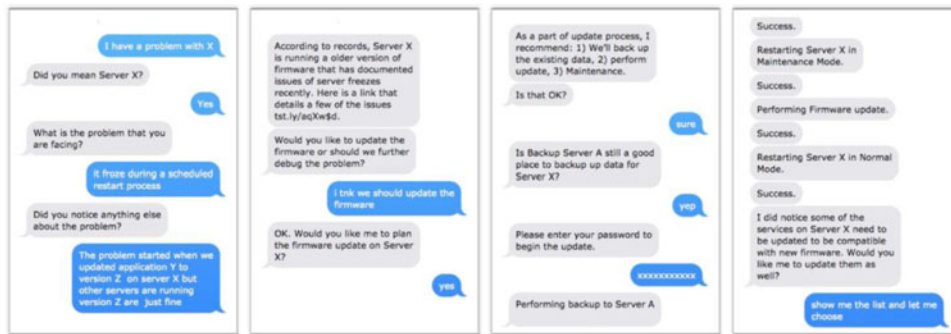 I have a problem with X
Did you mean Server X?
Yes
What is the problem that you
are facing?
it froze during a scheduled
restart process
Did you notice anything else
about the problem?
The problem started when we
updated application Y to
version Z on server X but
other servers are running
version Z are just fine
According to records, Server X
is running a older version of
firmware that has documented
issues of server freezes
recently. Here is a link that
details a few of the issues
tst.ly/aqXw$d.
Would you like to update the
firmware or should we further
debug the problem?
i tnk we should update the
firmware
OK. Would you like me to plan
the firmware update on Server
X?
yes
As a part of update process, I
recommend: 1) We'll back up
the existing data, 2) perform
update, 3) Maintenance.
Is that OK?
sure
Is Backup Server A still a good
place to backup up data for
Server X?
yep
Please enter your password to
begin the update.
xxxxxxxxxxx
Performing backup to Server A
Success.
Restarting Server X in
Maintenance Mode.
Success.
Performing Firmware update.
Success.
Restarting Server X in Normal
Mode.
Success.
I did notice some of the
services on Server X need to
be updated to be compatible
with new firmware. Would you
like me to update them as
well?
show me the list and let me
choose